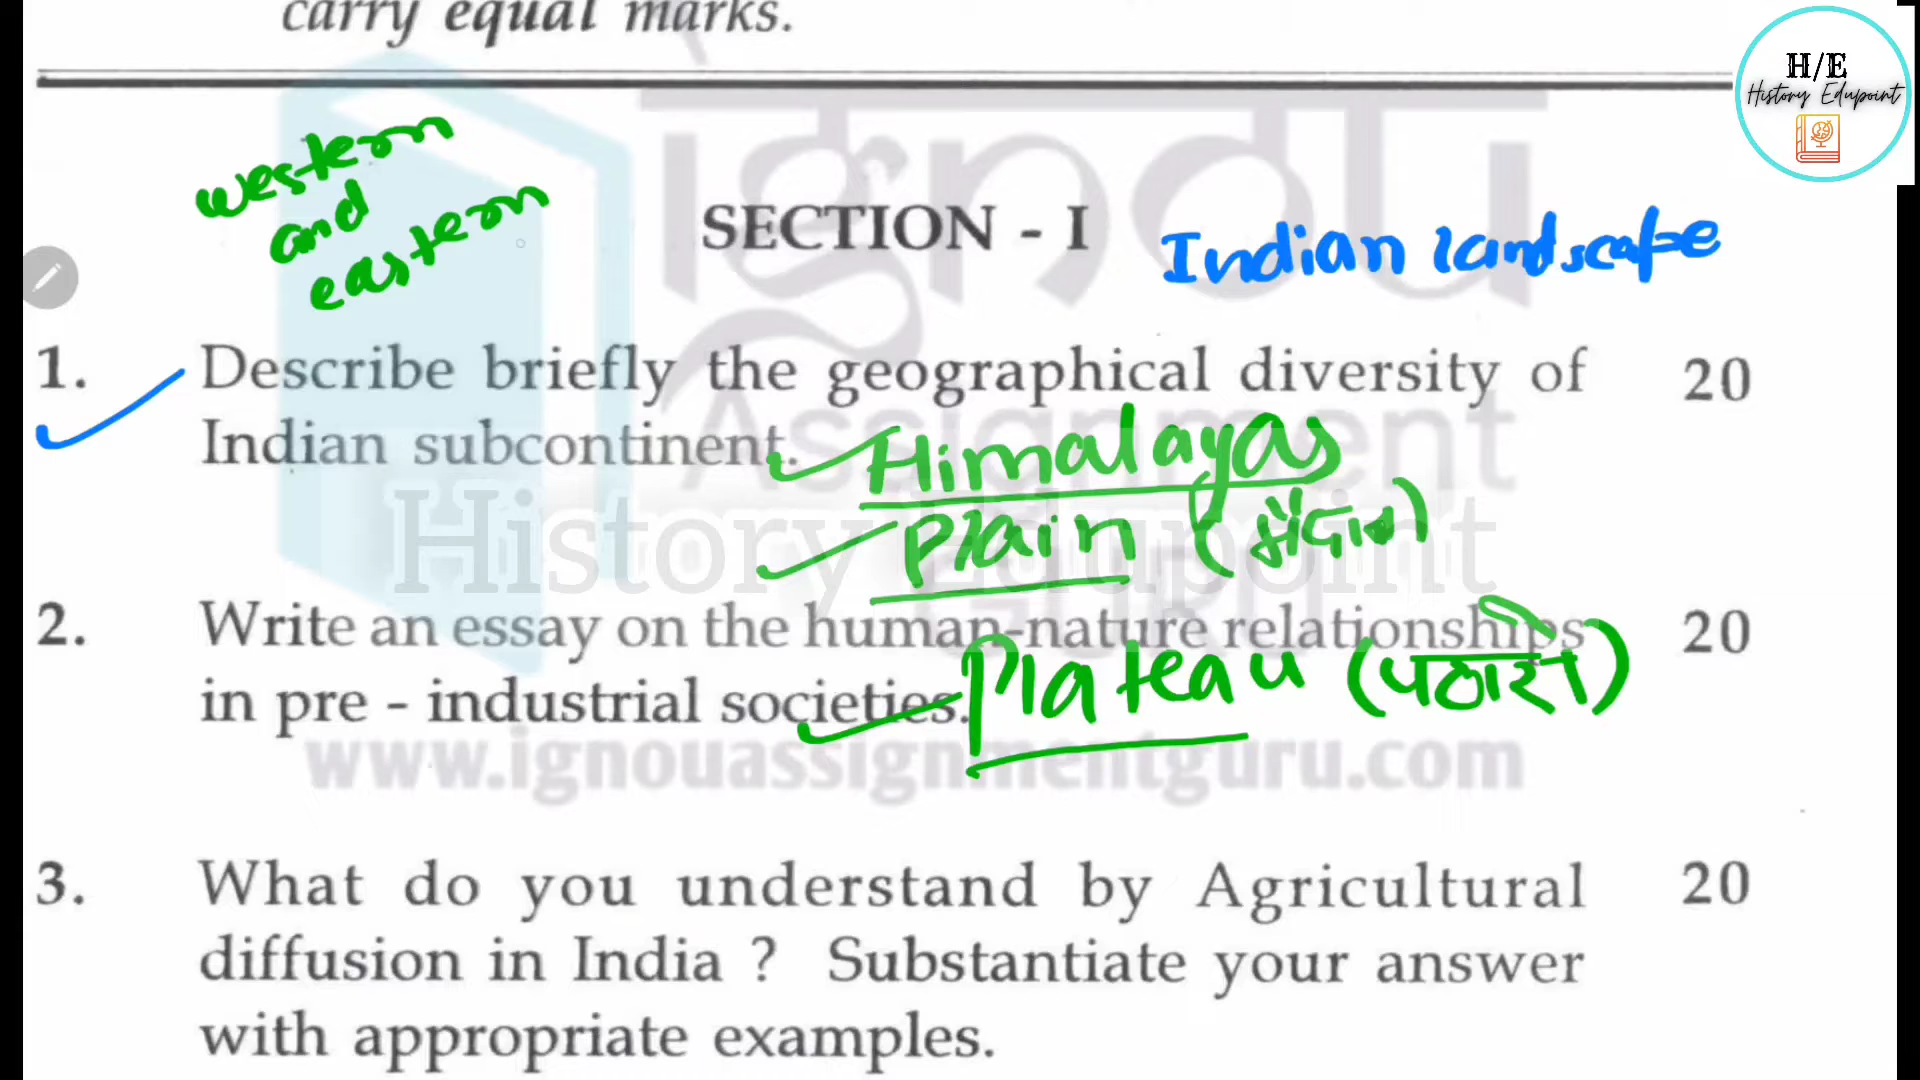 carry equal marks.
H/E
History Edupoint
western
and
eastern
SECTION - I
Indian landscape
1. Describe briefly the geographical diversity of 20
Indian subcontinent.
Himalayas
Plain (मैदान)
2. Write an essay on the human-nature relationships 20
in pre - industrial societies.
Plateau (पठारो)
3. What do you understand by Agricultural 20
diffusion in India ? Substantiate your answer
with appropriate examples.
ignou
Assignment
GURU
History Edupoint
www.ignouassignmentguru.com